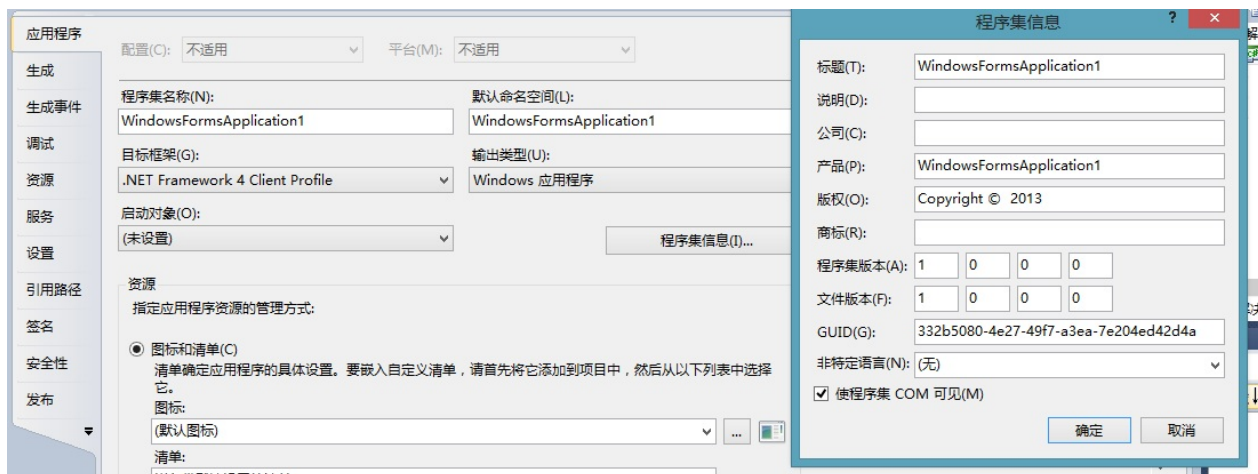 应用程序
生成
生成事件
调试
资源
服务
设置
引用路径
签名
安全性
发布
配置(C): 不适用 平台(M): 不适用
程序集名称(N): 默认命名空间(L):
WindowsFormsApplication1 WindowsFormsApplication1
目标框架(G): 输出类型(U):
.NET Framework 4 Client Profile Windows 应用程序
启动对象(O):
(未设置) 程序集信息(I)...
资源
指定应用程序资源的管理方式:
图标和清单(C)
清单确定应用程序的具体设置。要嵌入自定义清单，请首先将它添加到项目中，然后从以下列表中选择
它。
图标:
(默认图标) ...
清单:
程序集信息 ?
标题(T): WindowsFormsApplication1
说明(D):
公司(C):
产品(P): WindowsFormsApplication1
版权(O): Copyright © 2013
商标(R):
程序集版本(A): 1 0 0 0
文件版本(F): 1 0 0 0
GUID(G): 332b5080-4e27-49f7-a3ea-7e204ed42d4a
非特定语言(N): (无)
使程序集 COM 可见(M)
确定 取消